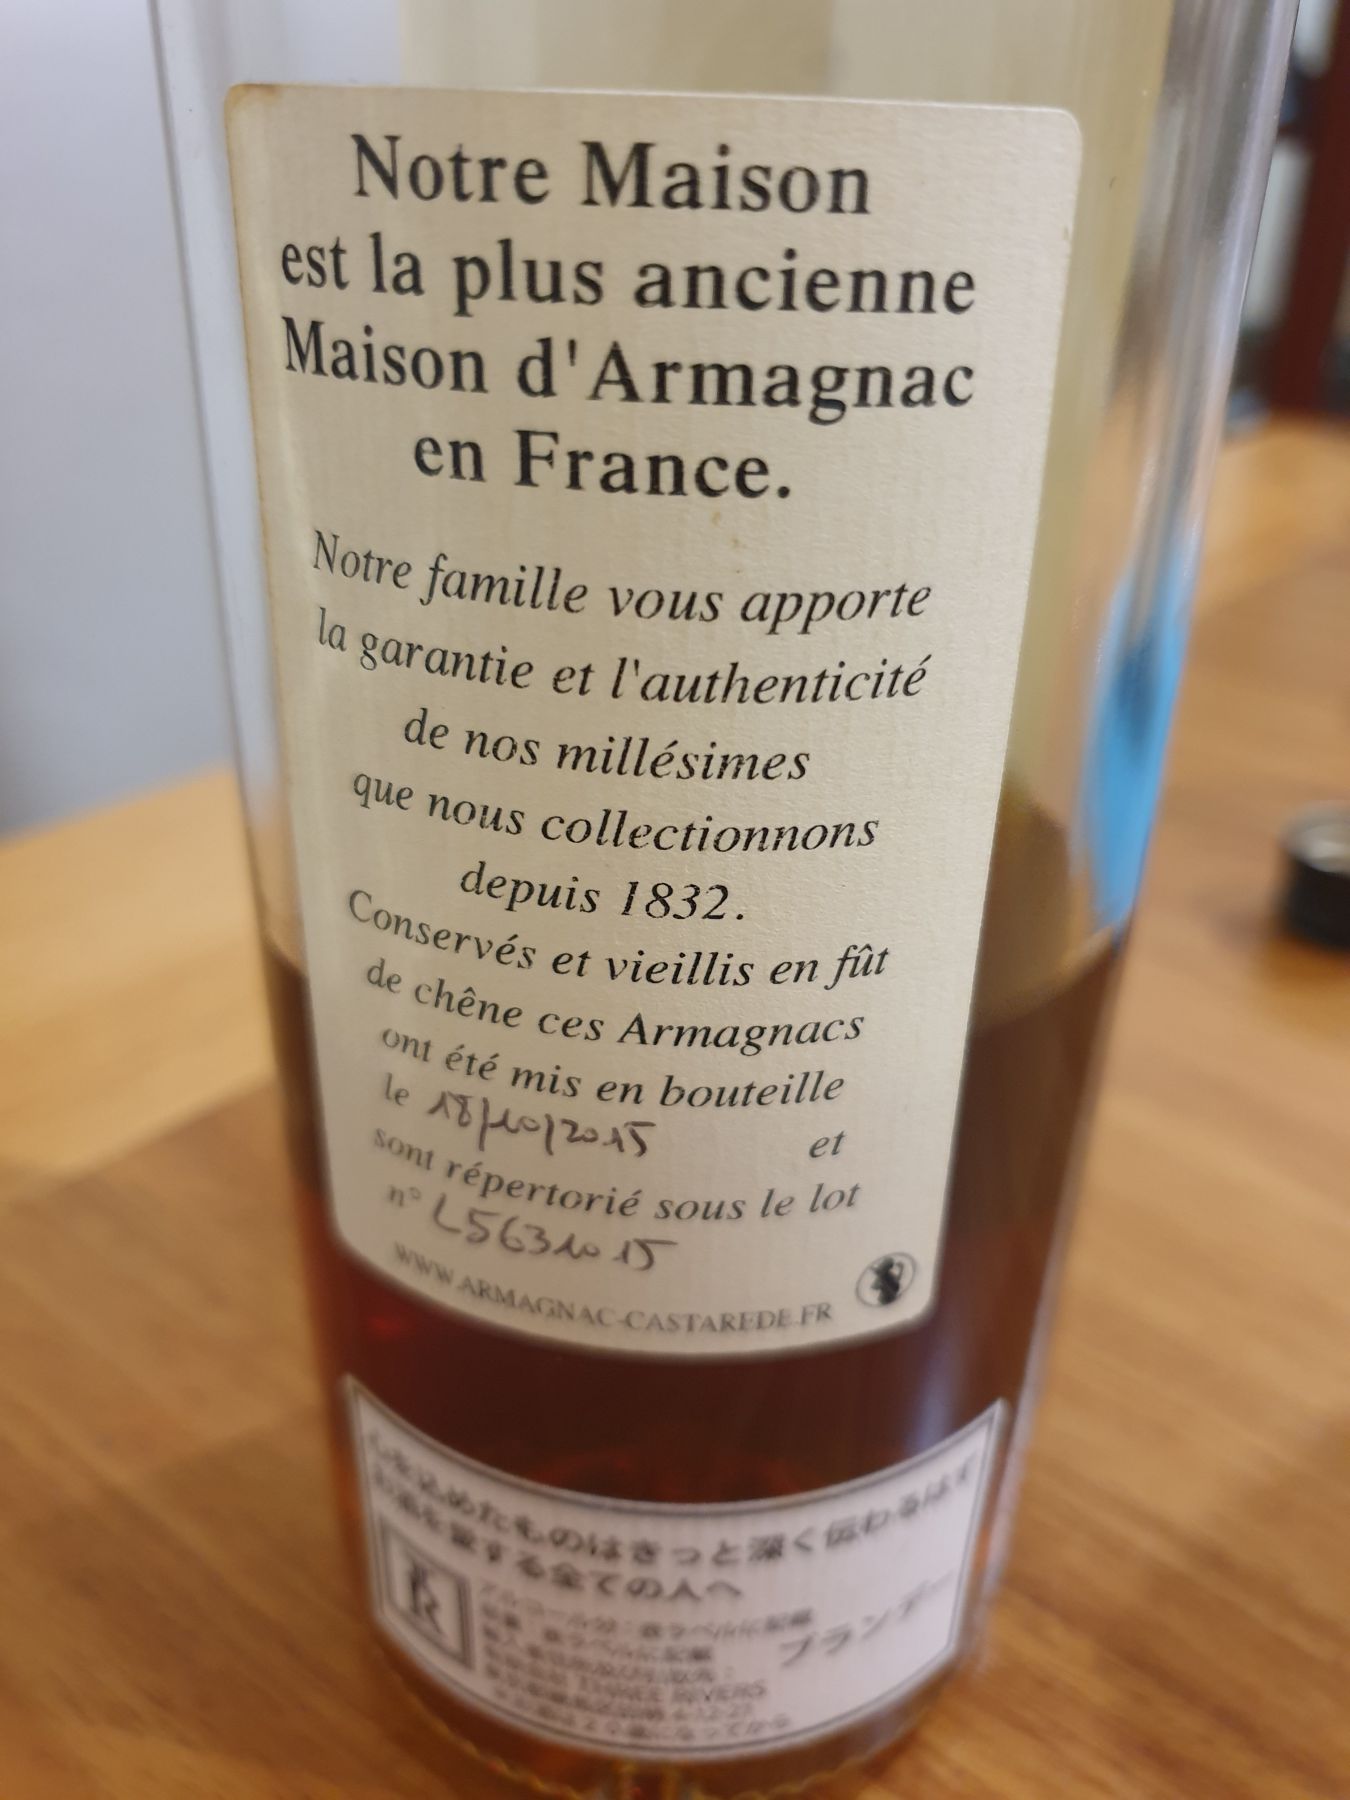 Notre Maison
est la plus ancienne
Maison d'Armagnac
en France.
Notre famille vous apporte
la garantie et l'authenticité
de nos millésimes
que nous collectionnons
depuis 1832.
Conservés et vieillis en fût
de chêne ces Armagnacs
ont été mis en bouteille
le 18/10/2015 et
sont répertorié sous le lot
n° L5631015
WWW.ARMAGNAC-CASTAREDE.FR
心を込めたものはきっと深く伝わるはず
お酒を愛する全ての人へ
ブランデー
THREE RIVERS